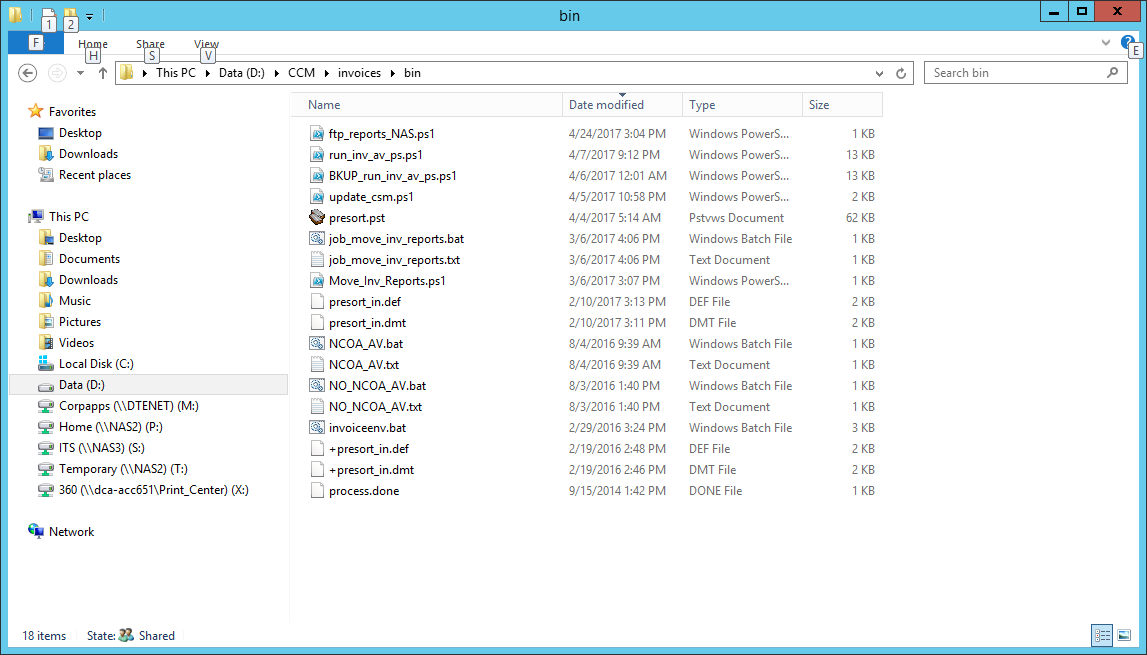 bin
1 2
F Home Share View
H S V E
This PC Data (D:) CCM invoices bin
Search bin
Favorites
Desktop
Downloads
Recent places
This PC
Desktop
Documents
Downloads
Music
Pictures
Videos
Local Disk (C:)
Data (D:)
Corpapps (\\DTENET) (M:)
Home (\\NAS2) (P:)
ITS (\\NAS3) (S:)
Temporary (\\NAS2) (T:)
360 (\\dca-acc651\Print_Center) (X:)
Network
Name Date modified Type Size
ftp_reports_NAS.ps1 4/24/2017 3:04 PM Windows PowerS... 1 KB
run_inv_av_ps.ps1 4/7/2017 9:12 PM Windows PowerS... 13 KB
BKUP_run_inv_av_ps.ps1 4/6/2017 12:01 AM Windows PowerS... 13 KB
update_csm.ps1 4/5/2017 10:58 PM Windows PowerS... 2 KB
presort.pst 4/4/2017 5:14 AM Pstvws Document 62 KB
job_move_inv_reports.bat 3/6/2017 4:06 PM Windows Batch File 1 KB
job_move_inv_reports.txt 3/6/2017 4:06 PM Text Document 1 KB
Move_Inv_Reports.ps1 3/6/2017 3:07 PM Windows PowerS... 1 KB
presort_in.def 2/10/2017 3:13 PM DEF File 2 KB
presort_in.dmt 2/10/2017 3:11 PM DMT File 2 KB
NCOA_AV.bat 8/4/2016 9:39 AM Windows Batch File 1 KB
NCOA_AV.txt 8/4/2016 9:39 AM Text Document 1 KB
NO_NCOA_AV.bat 8/3/2016 1:40 PM Windows Batch File 1 KB
NO_NCOA_AV.txt 8/3/2016 1:40 PM Text Document 1 KB
invoiceenv.bat 2/29/2016 3:24 PM Windows Batch File 3 KB
+presort_in.def 2/19/2016 2:48 PM DEF File 2 KB
+presort_in.dmt 2/19/2016 2:46 PM DMT File 2 KB
process.done 9/15/2014 1:42 PM DONE File 1 KB
18 items State: Shared